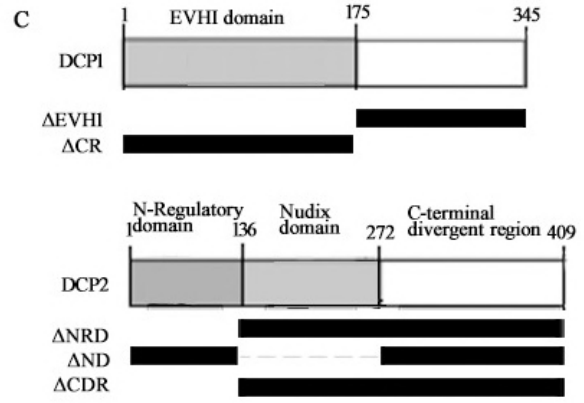 C
1 EVHI domain 175 345
DCP1
ΔEVHI
ΔCR
N-Regulatory domain
Nudix domain
C-terminal divergent region
1 136 272 409
DCP2
ΔNRD
ΔND
ΔCDR